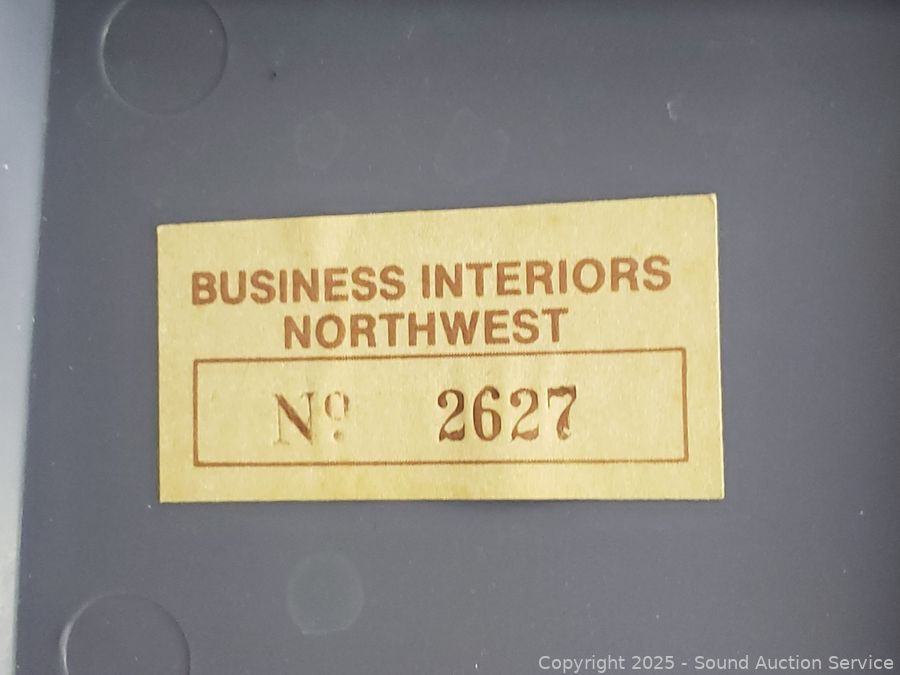 BUSINESS INTERIORS
NORTHWEST
Nº 2627
Copyright 2025 - Sound Auction Service